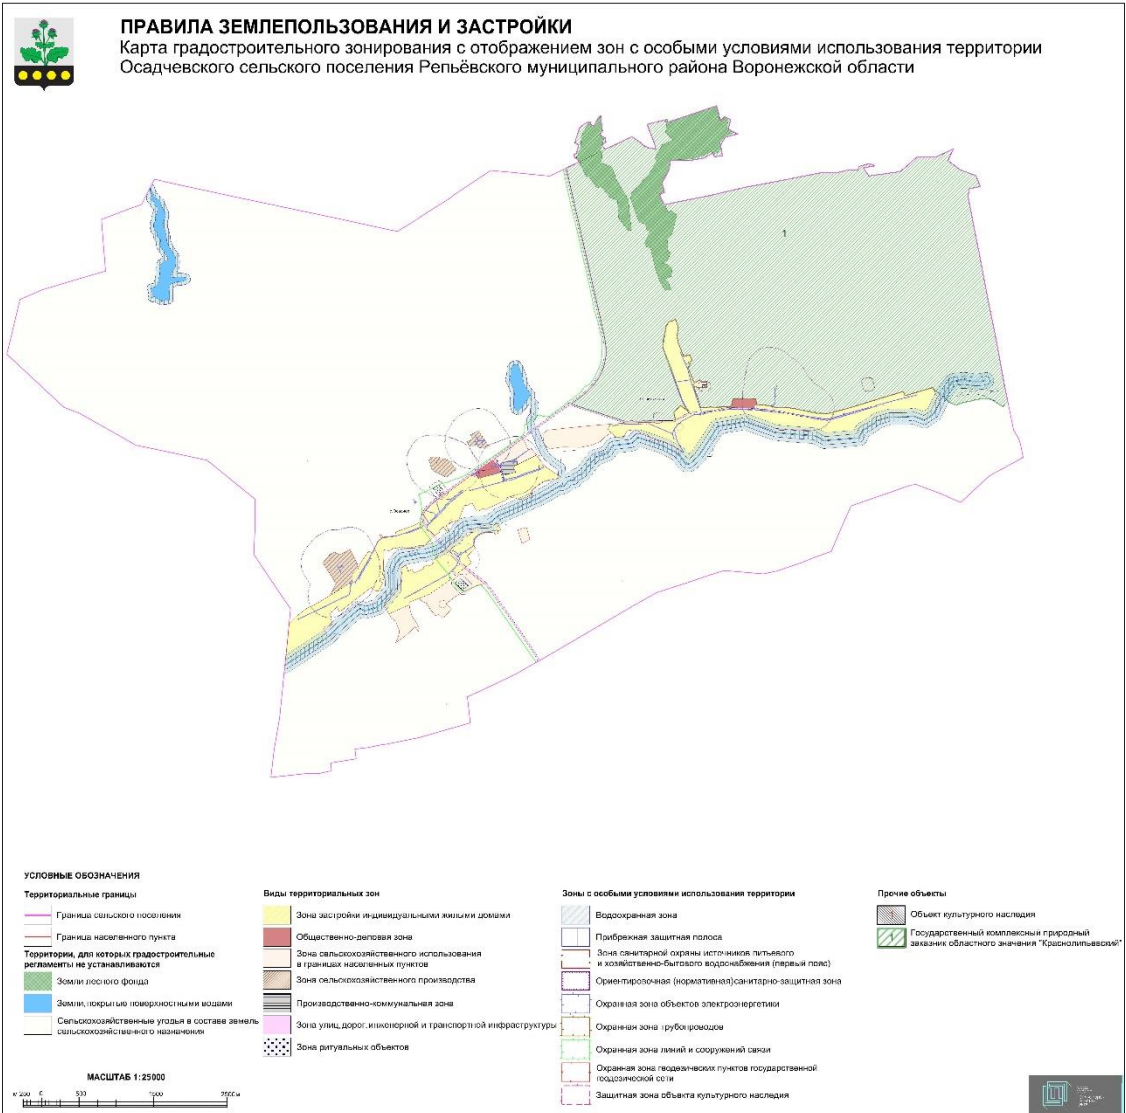 ПРАВИЛА ЗЕМЛЕПОЛЬЗОВАНИЯ И ЗАСТРОЙКИ
Карта градостроительного зонирования с отображением зон с особыми условиями использования территории
Осадчевского сельского поселения Репьёвского муниципального района Воронежской области
1
УСЛОВНЫЕ ОБОЗНАЧЕНИЯ
Территориальные границы
Граница сельского поселения
Граница населенного пункта
Территории, для которых градостроительные
регламенты не устанавливаются
Земли лесного фонда
Земли, покрытые поверхностными водами
Сельскохозяйственные угодья в составе земель
сельскохозяйственного назначения
МАСШТАБ 1:25000
Виды территориальных зон
Зона застройки индивидуальными жилыми домами
Общественно-деловая зона
Зона сельскохозяйственного использования
в границах населенных пунктов
Зона сельскохозяйственного производства
Производственно-коммунальная зона
Зона улиц, дорог, инженерной и транспортной инфраструктуры
Зона ритуальных объектов
Зоны с особыми условиями использования территории
Водоохранная зона
Прибрежная защитная полоса
Зона санитарной охраны источников питьевого
и хозяйственно-бытового водоснабжения (первый пояс)
Ориентировочная (нормативная)санитарно-защитная зона
Охранная зона объектов электроэнергетики
Охранная зона трубопроводов
Охранная зона линий и сооружений связи
Охранная зона геодезических пунктов государственной
геодезической сети
Защитная зона объекта культурного наследия
Прочие объекты
1 Объект культурного наследия
1 Государственный комплексный природный
заказник областного значения "Краснолипьевский"